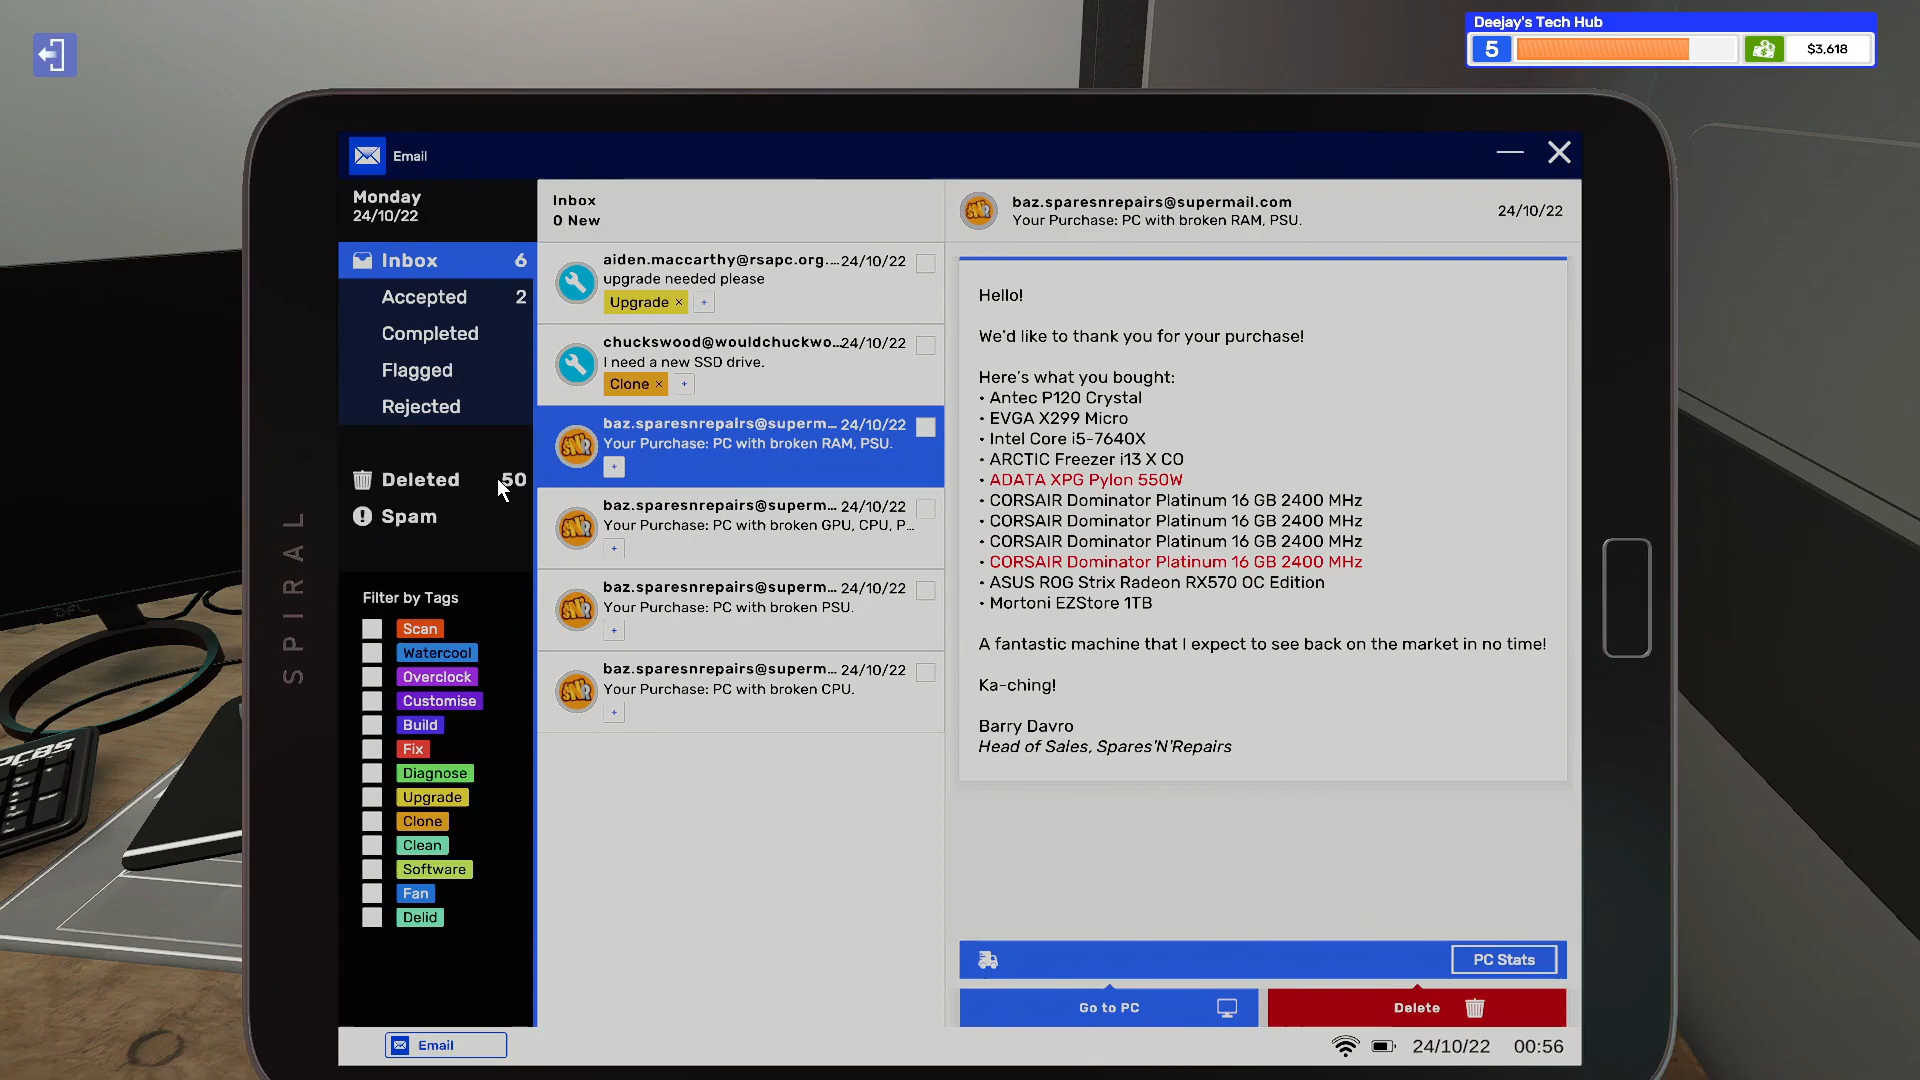 Deejay's Tech Hub
5
$3,618
Email
Monday
24/10/22
Inbox 6
Accepted 2
Completed
Flagged
Rejected
Deleted 50
Spam
Filter by Tags
Scan
Watercool
Overclock
Customise
Build
Fix
Diagnose
Upgrade
Clone
Clean
Software
Fan
Delid
Inbox
0 New
aiden.maccarthy@rsapc.org.... 24/10/22
upgrade needed please
Upgrade × +
chuckswood@wouldchuckwo... 24/10/22
I need a new SSD drive.
Clone × +
baz.sparesnrepairs@superm... 24/10/22
Your Purchase: PC with broken RAM, PSU.
+
baz.sparesnrepairs@superm... 24/10/22
Your Purchase: PC with broken GPU, CPU, P...
+
baz.sparesnrepairs@superm... 24/10/22
Your Purchase: PC with broken PSU.
+
baz.sparesnrepairs@superm... 24/10/22
Your Purchase: PC with broken CPU.
+
baz.sparesnrepairs@supermail.com
Your Purchase: PC with broken RAM, PSU.
24/10/22
Hello!
We'd like to thank you for your purchase!
Here's what you bought:
• Antec P120 Crystal
• EVGA X299 Micro
• Intel Core i5-7640X
• ARCTIC Freezer i13 X CO
• ADATA XPG Pylon 550W
• CORSAIR Dominator Platinum 16 GB 2400 MHz
• CORSAIR Dominator Platinum 16 GB 2400 MHz
• CORSAIR Dominator Platinum 16 GB 2400 MHz
• CORSAIR Dominator Platinum 16 GB 2400 MHz
• ASUS ROG Strix Radeon RX570 OC Edition
• Mortoni EZStore 1TB
A fantastic machine that I expect to see back on the market in no time!
Ka-ching!
Barry Davro
Head of Sales, Spares'N'Repairs
PC Stats
Go to PC
Delete
Email
24/10/22 00:56
SPIRAL
PCBS